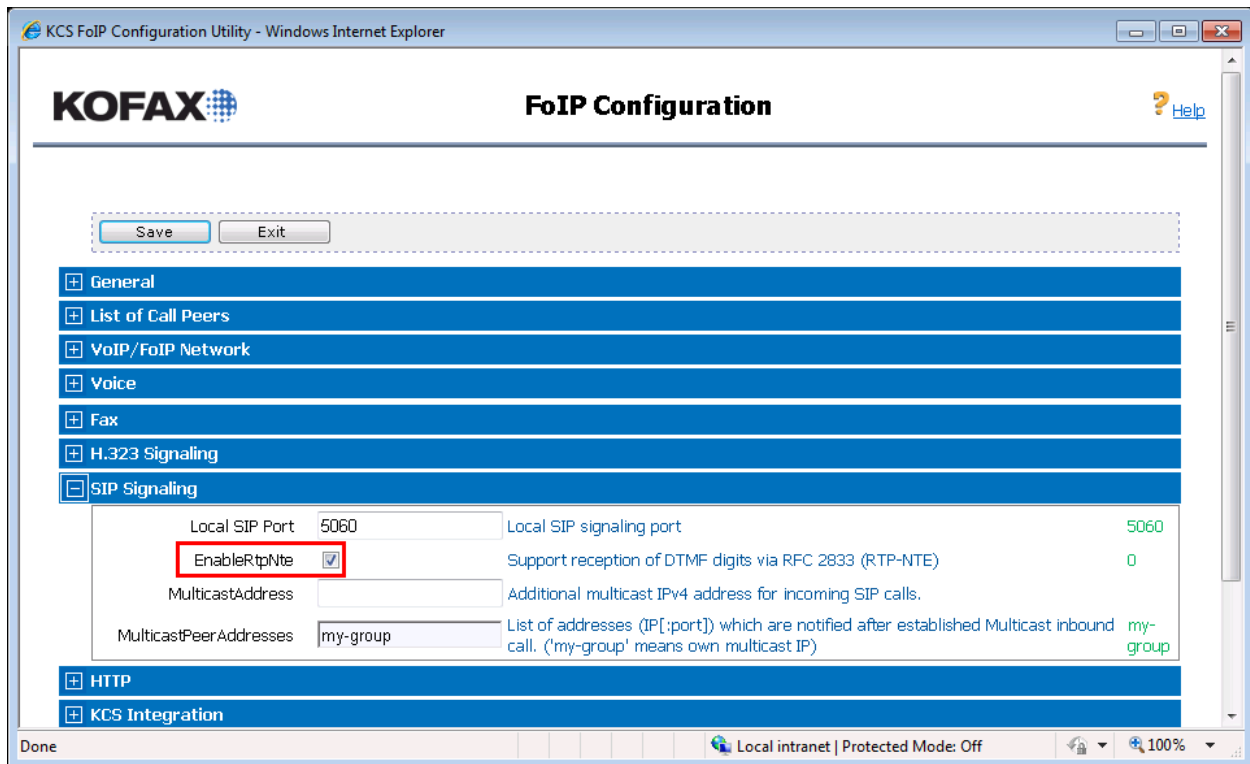 KCS FoIP Configuration Utility - Windows Internet Explorer
KOFAX
FoIP Configuration
? Help
Save Exit
General
List of Call Peers
VoIP/FoIP Network
Voice
Fax
H.323 Signaling
SIP Signaling
Local SIP Port 5060 Local SIP signaling port 5060
EnableRtpNte Support reception of DTMF digits via RFC 2833 (RTP-NTE) 0
MulticastAddress Additional multicast IPv4 address for incoming SIP calls.
MulticastPeerAddresses my-group List of addresses (IP[:port]) which are notified after established Multicast inbound my-
call. ('my-group' means own multicast IP) group
HTTP
KCS Integration
Done Local intranet | Protected Mode: Off 100%